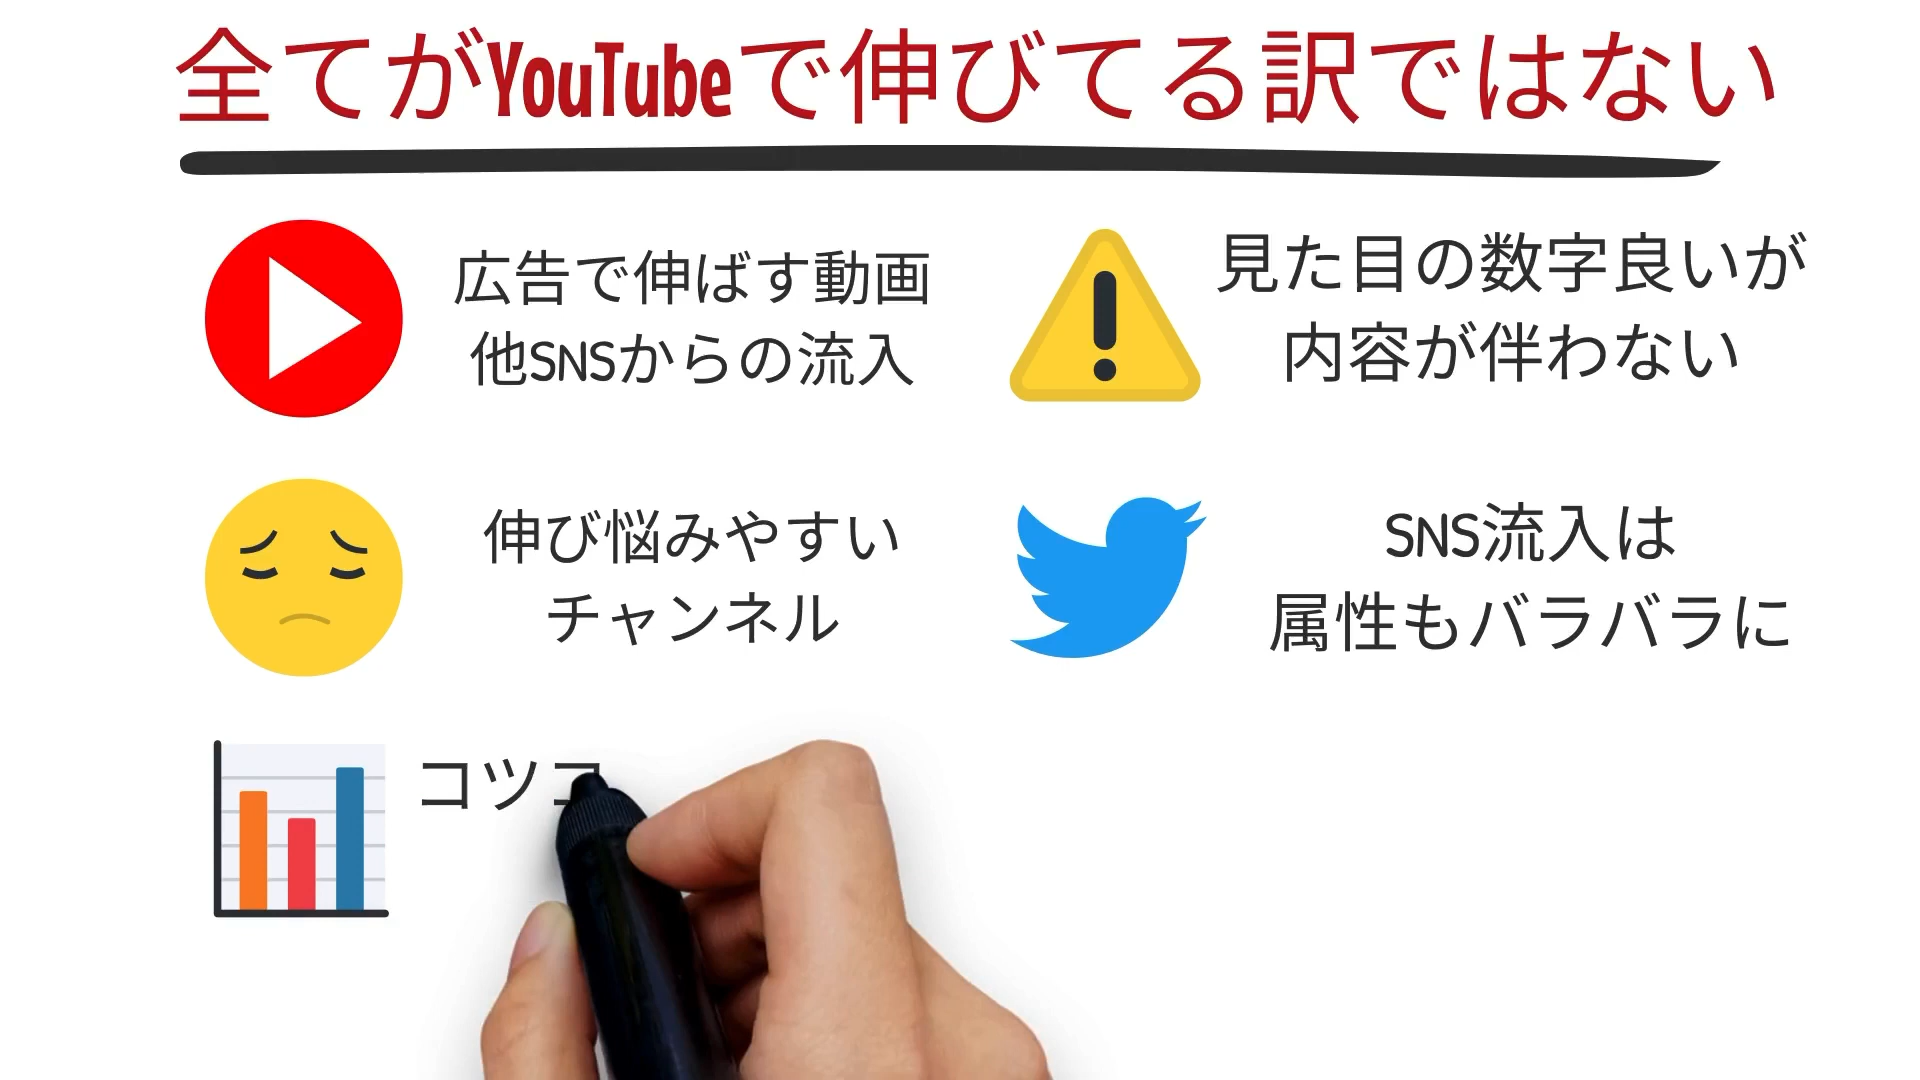 全てがYouTubeで伸びてる訳ではない
広告で伸ばす動画
他SNSからの流入
見た目の数字良いが
内容が伴わない
伸び悩みやすい
チャンネル
SNS流入は
属性もバラバラに
コツコ